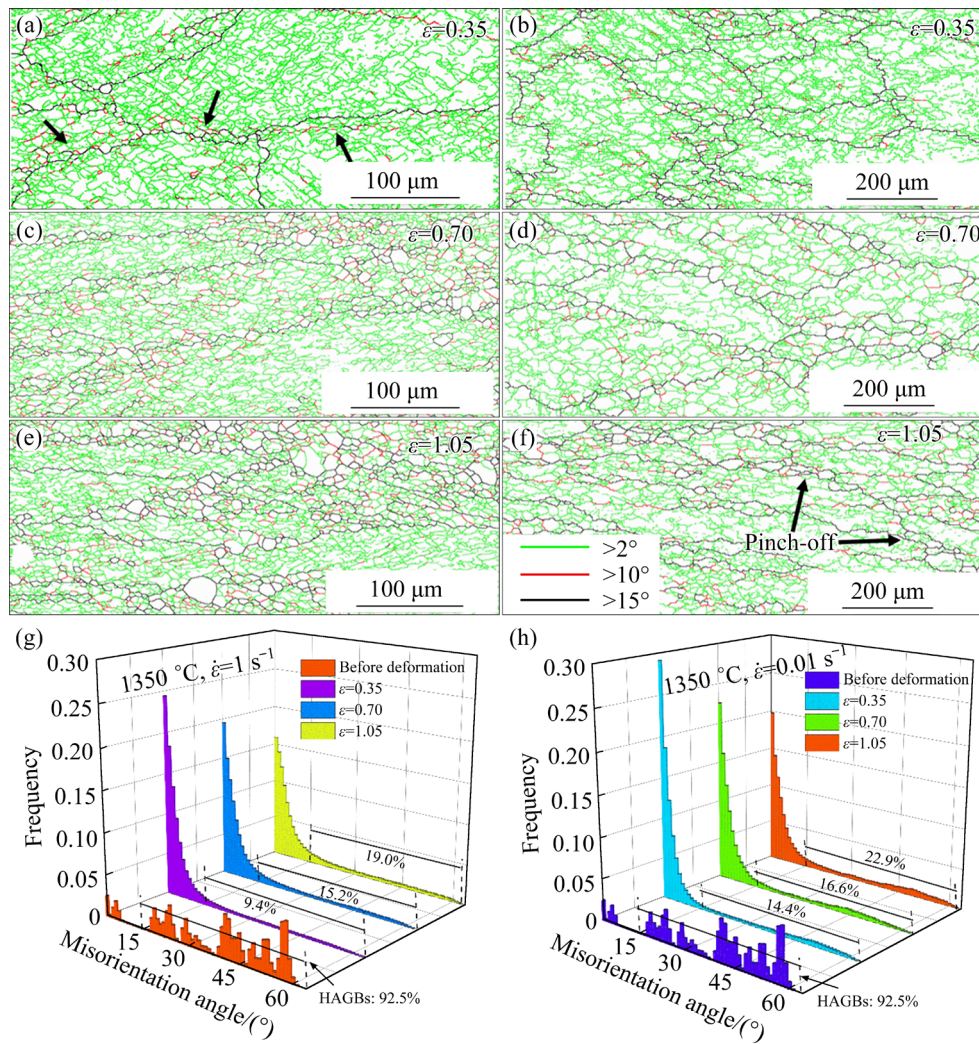 (a)
ε=0.35
100 μm
(b)
ε=0.35
200 μm
(c)
ε=0.70
100 μm
(d)
ε=0.70
200 μm
(e)
ε=1.05
100 μm
(f)
ε=1.05
Pinch-off
>2°
>10°
>15°
200 μm
(g)
1350 °C, ε̇=1 s⁻¹
Before deformation
ε=0.35
ε=0.70
ε=1.05
0.30
0.25
0.20
0.15
0.10
0.05
0
Frequency
19.0%
15.2%
9.4%
15
30
45
60
Misorientation angle/(°)
HAGBs: 92.5%
(h)
1350 °C, ε̇=0.01 s⁻¹
Before deformation
ε=0.35
ε=0.70
ε=1.05
0.30
0.25
0.20
0.15
0.10
0.05
0
Frequency
22.9%
16.6%
14.4%
15
30
45
60
Misorientation angle/(°)
HAGBs: 92.5%